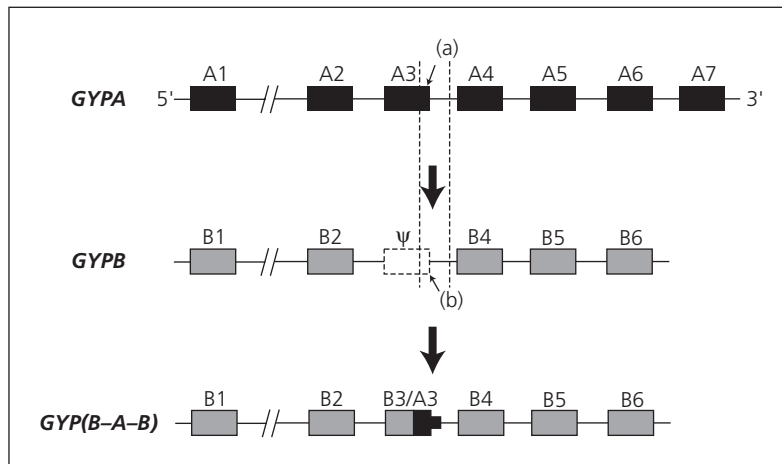 (a)
A1 A2 A3 A4 A5 A6 A7
GYPA 5' 3'
B1 B2 ψ B4 B5 B6
GYPB
(b)
B1 B2 B3/A3 B4 B5 B6
GYP(B–A–B)